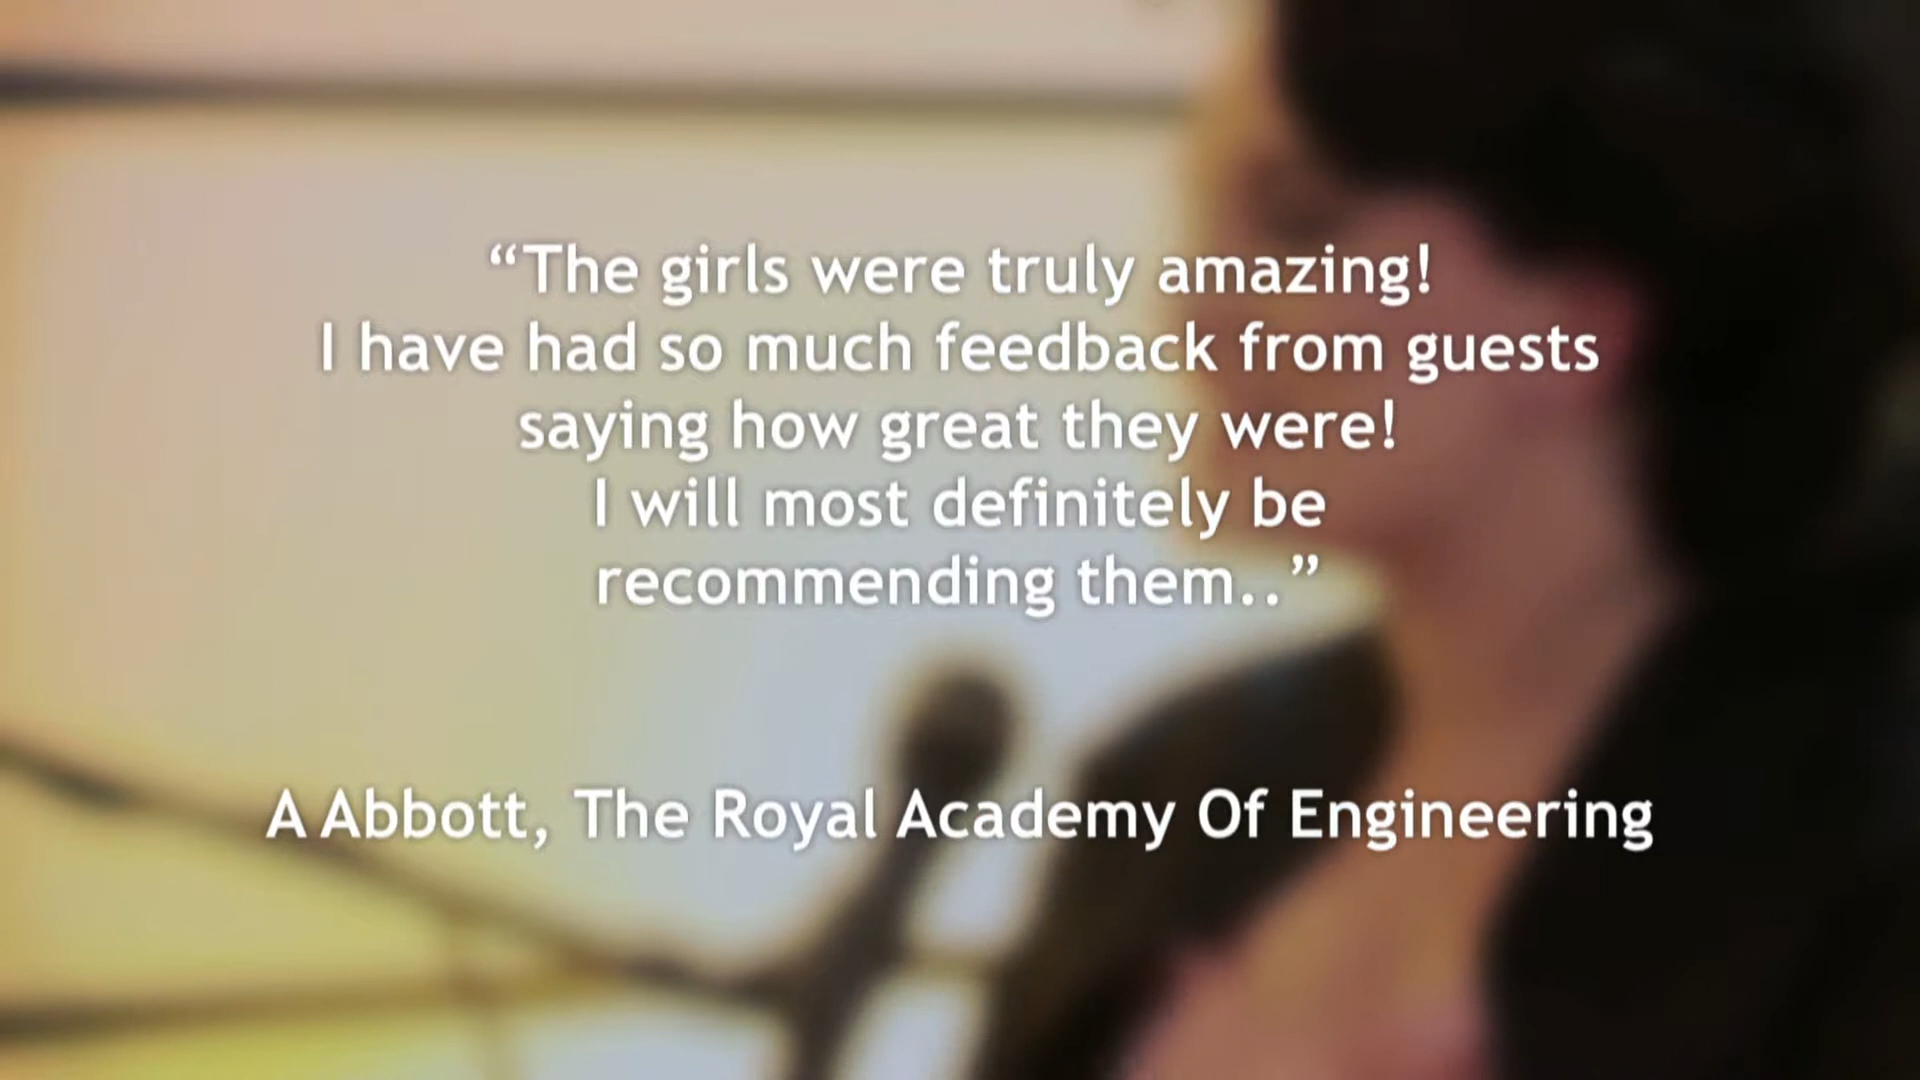 “The girls were truly amazing!
I have had so much feedback from guests
saying how great they were!
I will most definitely be
recommending them..”
A Abbott, The Royal Academy Of Engineering